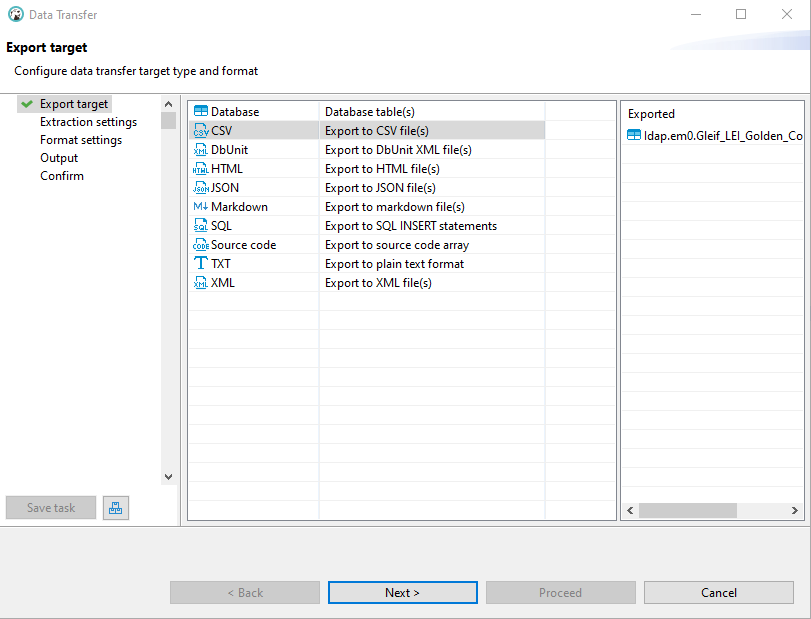 Data Transfer
Export target
Configure data transfer target type and format
Export target
Extraction settings
Format settings
Output
Confirm
Database Database table(s)
CSV Export to CSV file(s)
DbUnit Export to DbUnit XML file(s)
HTML Export to HTML file(s)
JSON Export to JSON file(s)
Markdown Export to markdown file(s)
SQL Export to SQL INSERT statements
Source code Export to source code array
TXT Export to plain text format
XML Export to XML file(s)
Exported
ldap.em0.Gleif_LEI_Golden_Co
Save task
< Back
Next >
Proceed
Cancel